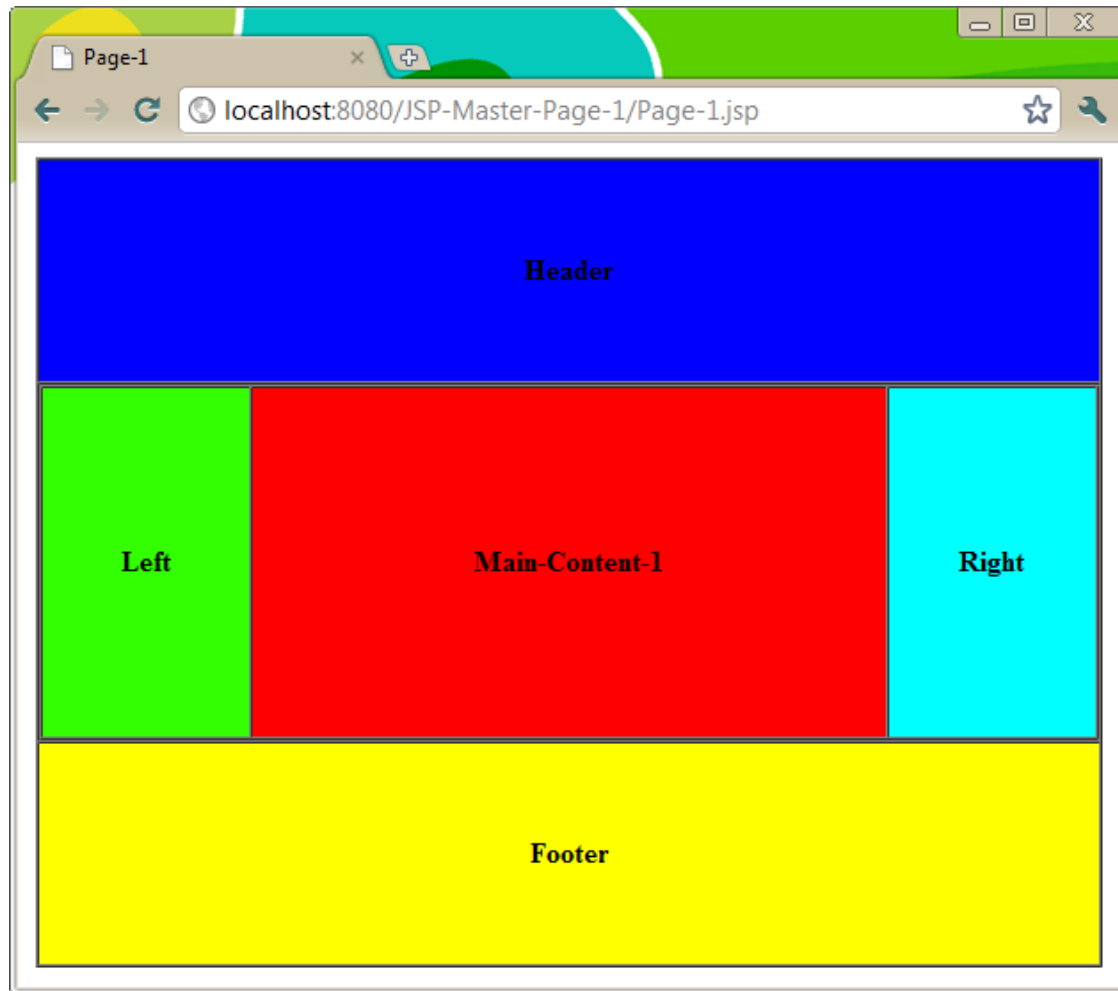 Page-1
localhost:8080/JSP-Master-Page-1/Page-1.jsp
Header
Left Main-Content-1 Right
Footer